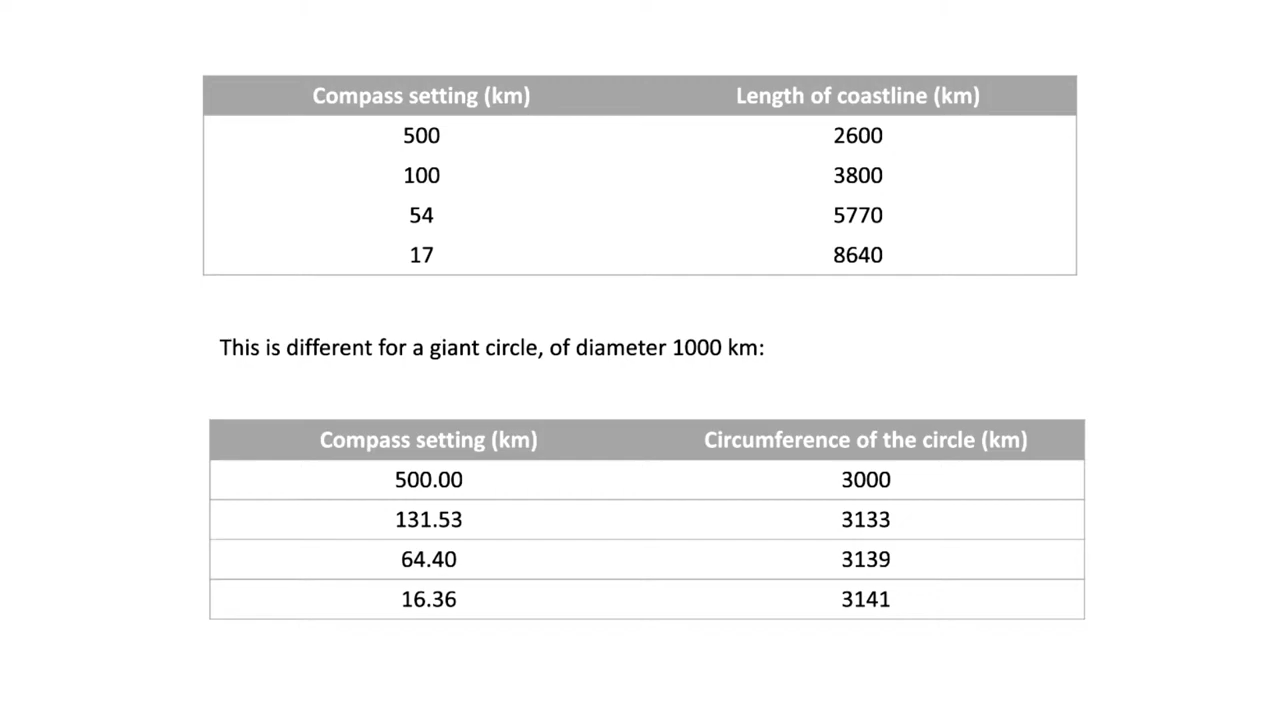 Compass setting (km) Length of coastline (km)
500 2600
100 3800
54 5770
17 8640
This is different for a giant circle, of diameter 1000 km:
Compass setting (km) Circumference of the circle (km)
500.00 3000
131.53 3133
64.40 3139
16.36 3141